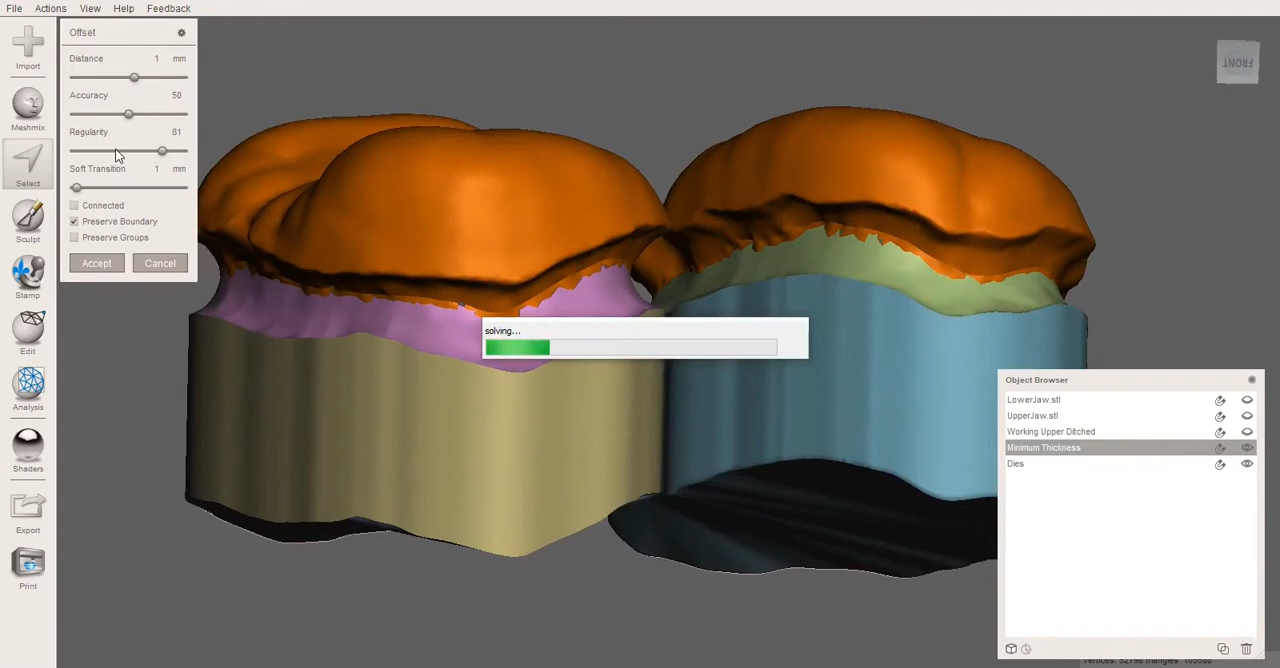 File Actions View Help Feedback
Import
Meshmix
Select
Sculpt
Stamp
Edit
Analysis
Shaders
Export
Print
Offset
Distance 1 mm
Accuracy 50
Regularity 81
Soft Transition 1 mm
Connected
Preserve Boundary
Preserve Groups
Accept Cancel
FRONT
solving...
Object Browser
LowerJaw.stl
UpperJaw.stl
Working Upper Ditched
Minimum Thickness
Dies